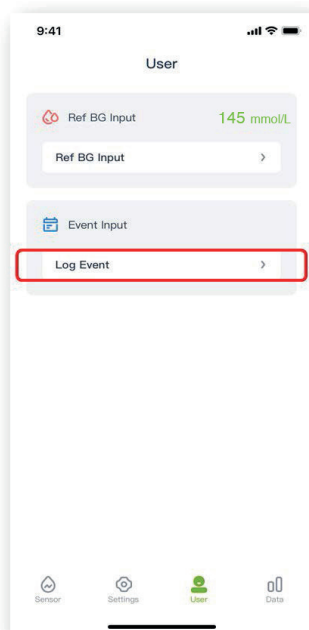 9:41
User
Ref BG Input 145 mmol/L
Ref BG Input
Event Input
Log Event
Sensor Settings User Data